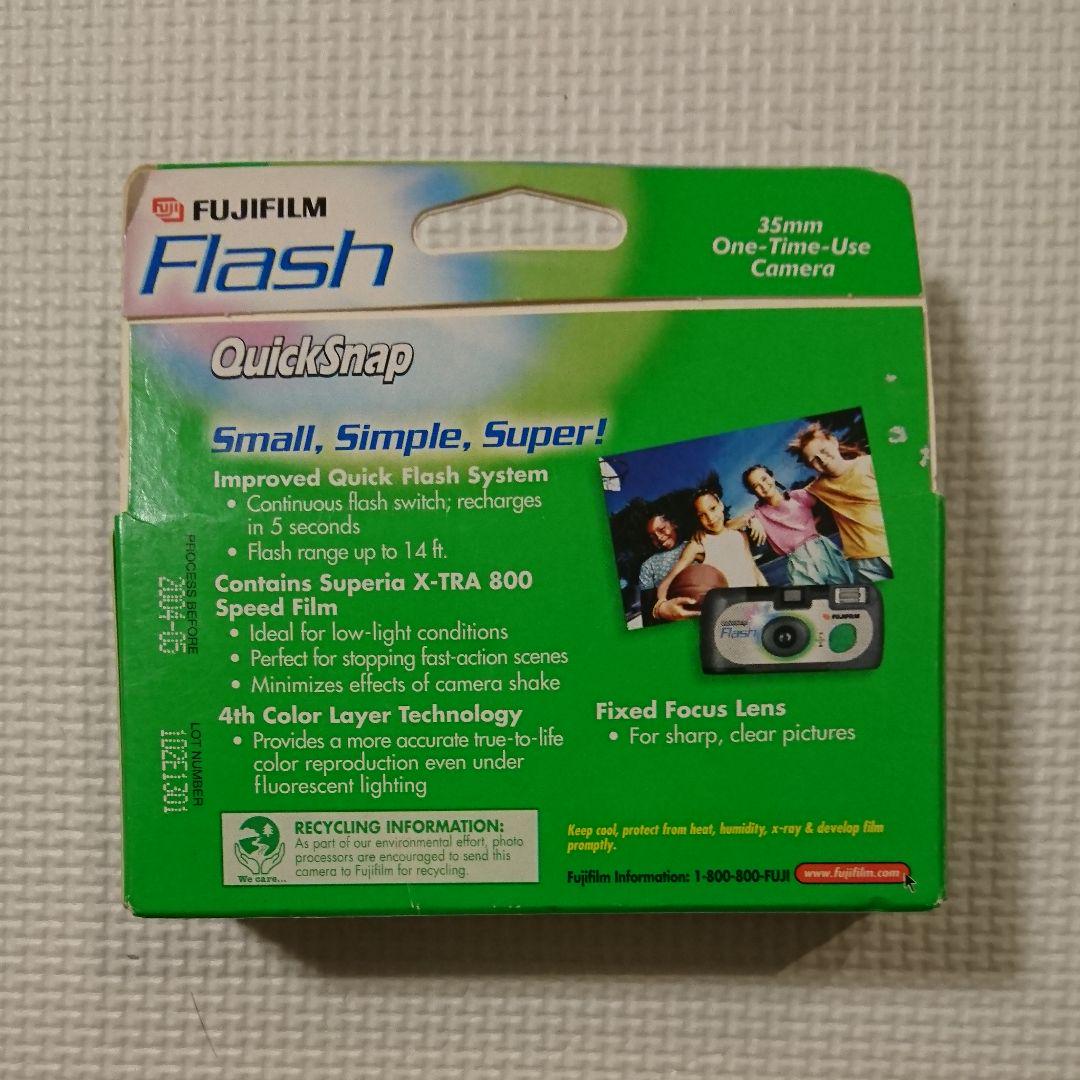 FUJI FUJIFILM
Flash
35mm
One-Time-Use
Camera
QuickSnap
Small, Simple, Super!
Improved Quick Flash System
• Continuous flash switch; recharges
in 5 seconds
• Flash range up to 14 ft.
Contains Superia X-TRA 800
Speed Film
• Ideal for low-light conditions
• Perfect for stopping fast-action scenes
• Minimizes effects of camera shake
4th Color Layer Technology
• Provides a more accurate true-to-life
color reproduction even under
fluorescent lighting
PROCESS BEFORE
2004-05
LOT NUMBER
QuickSnap
Flash
FUJIFILM
Fixed Focus Lens
• For sharp, clear pictures
We care...
RECYCLING INFORMATION:
As part of our environmental effort, photo
processors are encouraged to send this
camera to Fujifilm for recycling.
Keep cool, protect from heat, humidity, x-ray & develop film
promptly.
Fujifilm Information: 1-800-800-FUJI
www.fujifilm.com